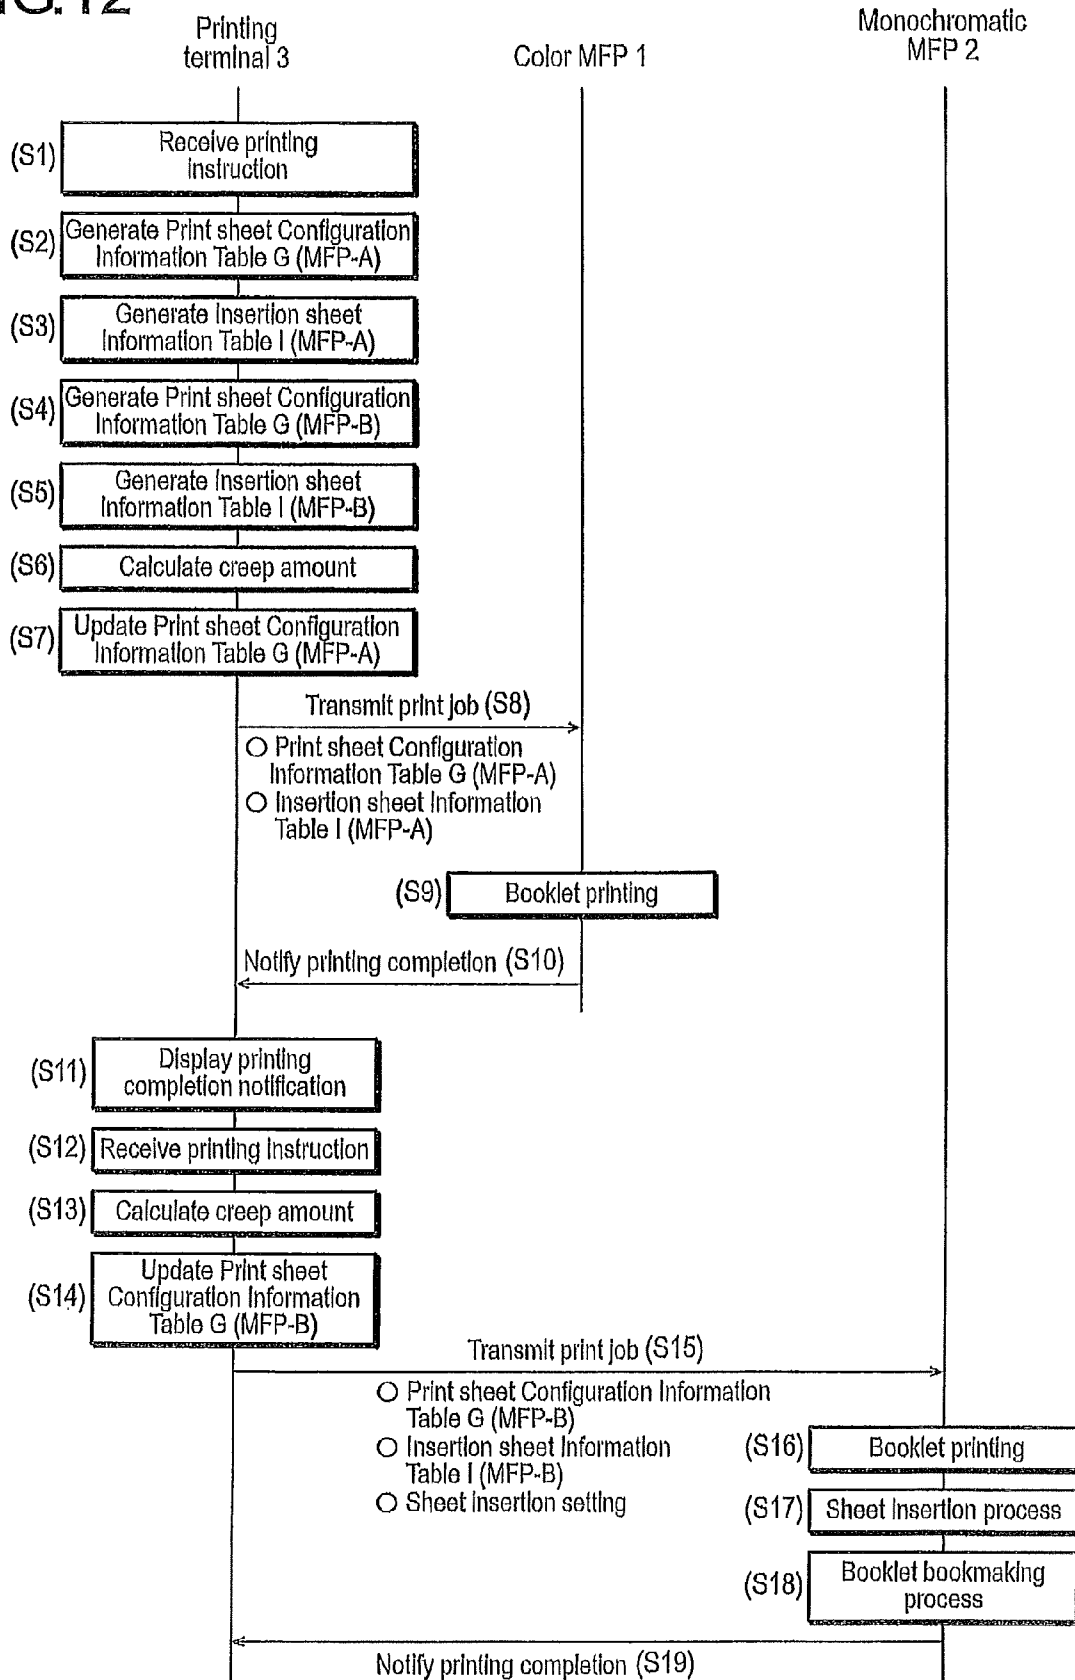 FIG.12
Printing
terminal 3
Color MFP 1
Monochromatic
MFP 2
(S1)
Receive printing
instruction
(S2)
Generate Print sheet Configuration
Information Table G (MFP-A)
(S3)
Generate Insertion sheet
Information Table I (MFP-A)
(S4)
Generate Print sheet Configuration
Information Table G (MFP-B)
(S5)
Generate Insertion sheet
Information Table I (MFP-B)
(S6)
Calculate creep amount
(S7)
Update Print sheet Configuration
Information Table G (MFP-A)
Transmit print job (S8)
○ Print sheet Configuration
Information Table G (MFP-A)
○ Insertion sheet Information
Table I (MFP-A)
(S9)
Booklet printing
Notify printing completion (S10)
(S11)
Display printing
completion notification
(S12)
Receive printing Instruction
(S13)
Calculate creep amount
(S14)
Update Print sheet
Configuration Information
Table G (MFP-B)
Transmit print job (S15)
○ Print sheet Configuration Information
Table G (MFP-B)
○ Insertion sheet Information
Table I (MFP-B)
○ Sheet insertion setting
(S16)
Booklet printing
(S17)
Sheet Insertion process
(S18)
Booklet bookmaking
process
Notify printing completion (S19)